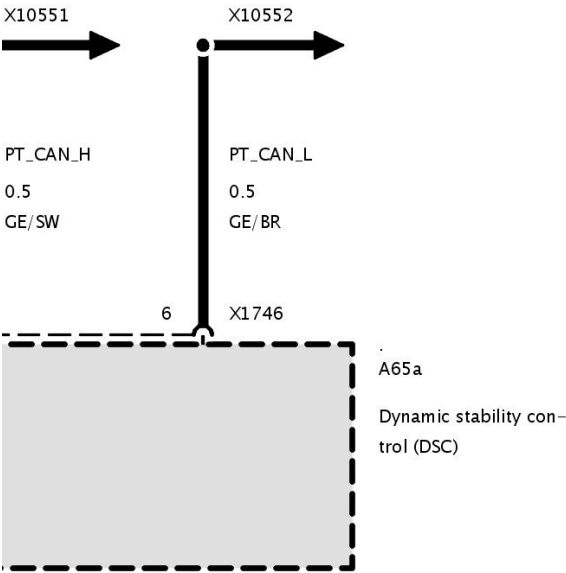 X10551
X10552
PT_CAN_H
PT_CAN_L
0.5
0.5
GE/SW
GE/BR
6
X1746
.
A65a
Dynamic stability con-
trol (DSC)